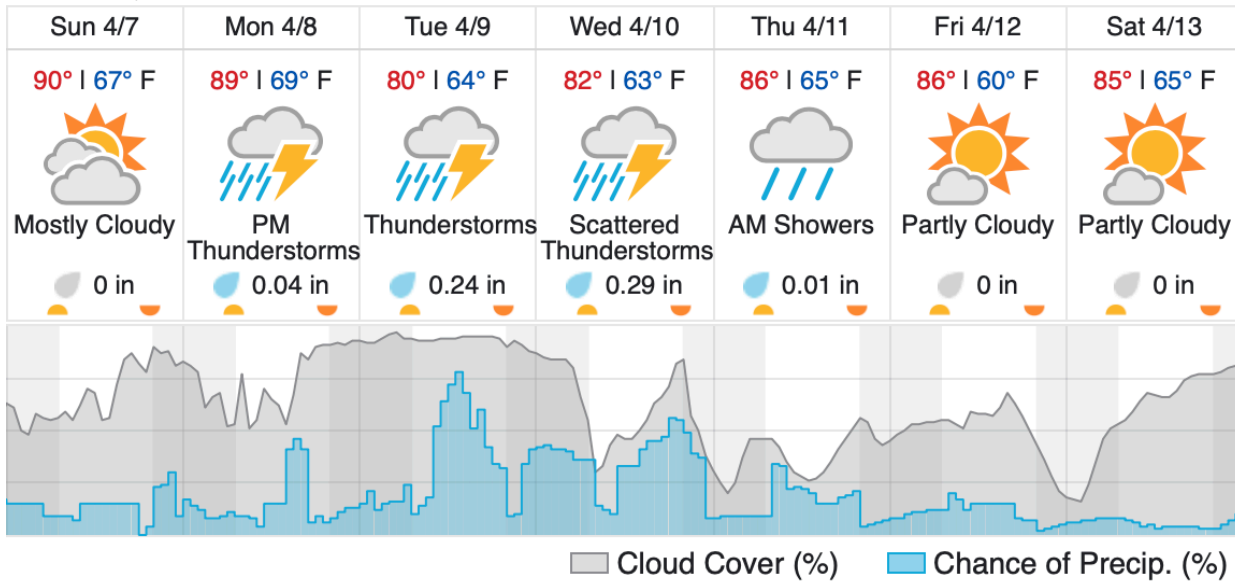 Sun 4/7 Mon 4/8 Tue 4/9 Wed 4/10 Thu 4/11 Fri 4/12 Sat 4/13
90° | 67° F 89° | 69° F 80° | 64° F 82° | 63° F 86° | 65° F 86° | 60° F 85° | 65° F
Mostly Cloudy PM Thunderstorms Scattered AM Showers Partly Cloudy Partly Cloudy
Thunderstorms Thunderstorms
0 in 0.04 in 0.24 in 0.29 in 0.01 in 0 in 0 in
Cloud Cover (%) Chance of Precip. (%)